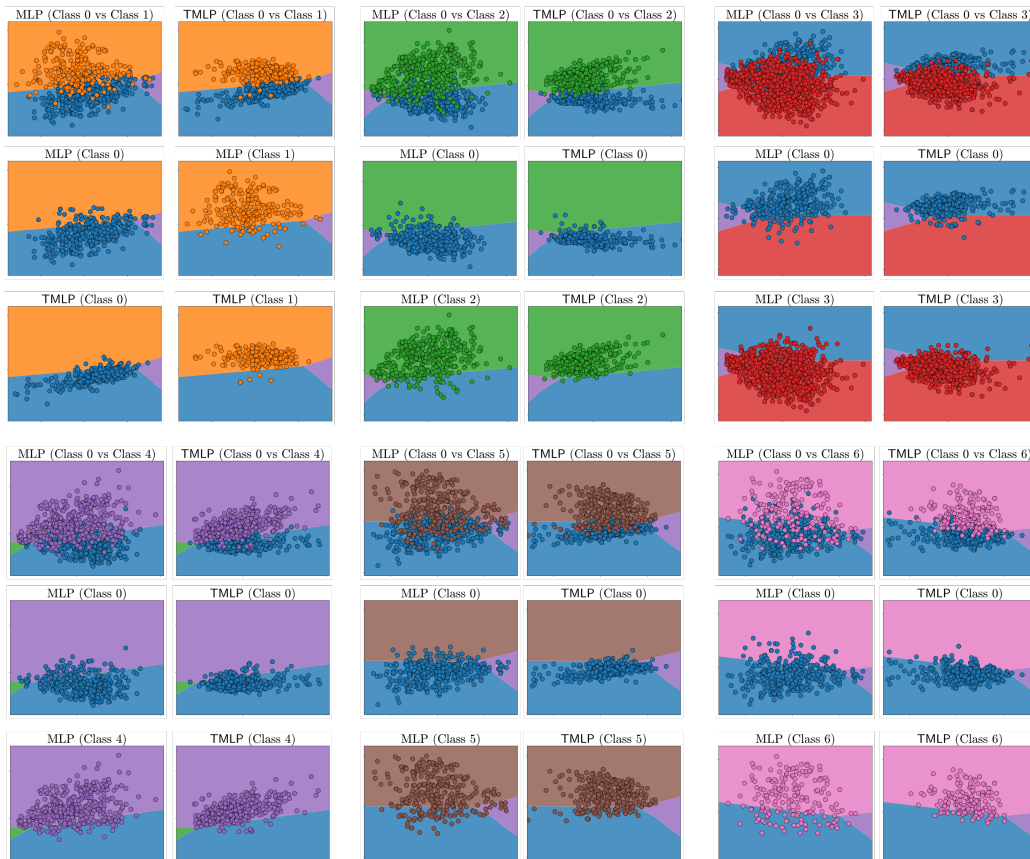 MLP (Class 0 vs Class 1) TMLP (Class 0 vs Class 1) MLP (Class 0 vs Class 2) TMLP (Class 0 vs Class 2) MLP (Class 0 vs Class 3) TMLP (Class 0 vs Class 3)
MLP (Class 0) MLP (Class 1) MLP (Class 0) TMLP (Class 0) MLP (Class 0) TMLP (Class 0)
TMLP (Class 0) TMLP (Class 1) MLP (Class 2) TMLP (Class 2) MLP (Class 3) TMLP (Class 3)
MLP (Class 0 vs Class 4) TMLP (Class 0 vs Class 4) MLP (Class 0 vs Class 5) TMLP (Class 0 vs Class 5) MLP (Class 0 vs Class 6) TMLP (Class 0 vs Class 6)
MLP (Class 0) TMLP (Class 0) MLP (Class 0) TMLP (Class 0) MLP (Class 0) TMLP (Class 0)
MLP (Class 4) TMLP (Class 4) MLP (Class 5) TMLP (Class 5) MLP (Class 6) TMLP (Class 6)